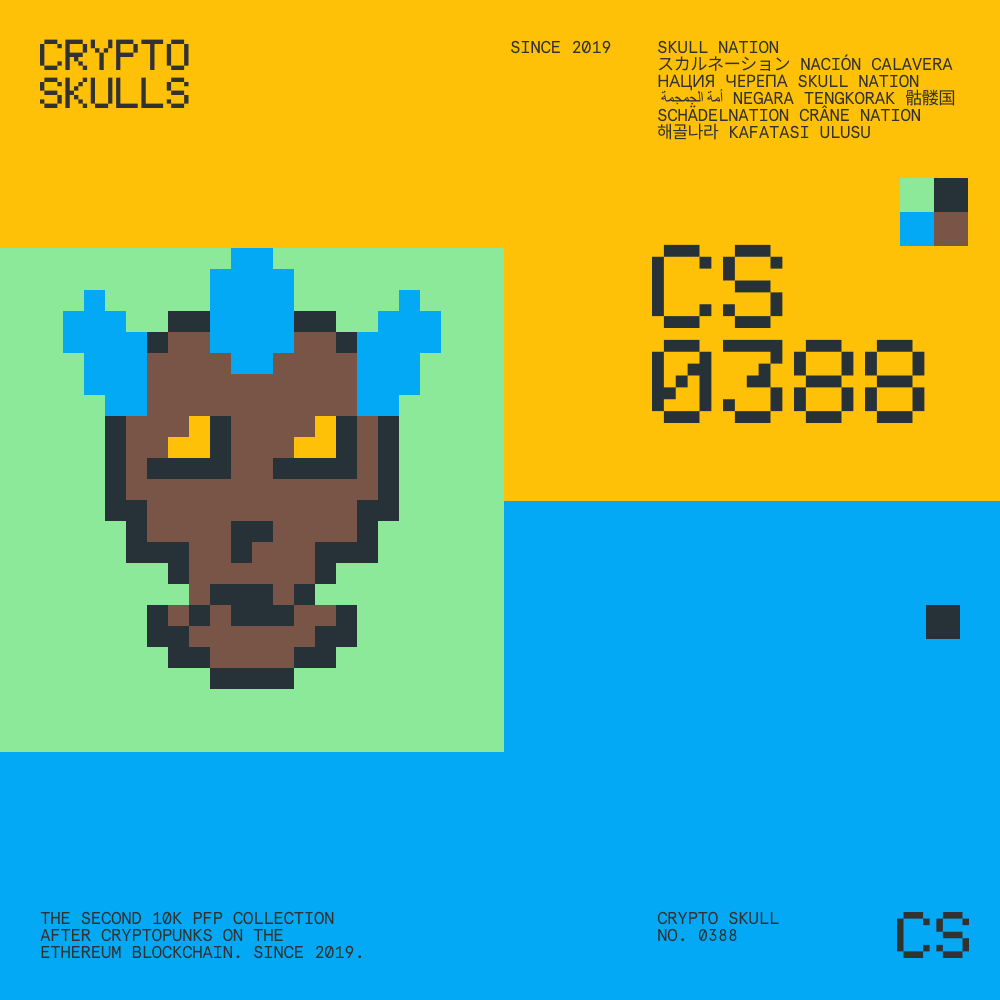 CRYPTO
SKULLS
SINCE 2019
SKULL NATION
スカルネーション NACIÓN CALAVERA
НАЦИЯ ЧЕРЕПА SKULL NATION
أمة الجمجمة NEGARA TENGKORAK 骷髅国
SCHÄDELNATION CRÂNE NATION
해골나라 KAFATASI ULUSU
CS
0388
THE SECOND 10K PFP COLLECTION
AFTER CRYPTOPUNKS ON THE
ETHEREUM BLOCKCHAIN. SINCE 2019.
CRYPTO SKULL
NO. 0388
CS